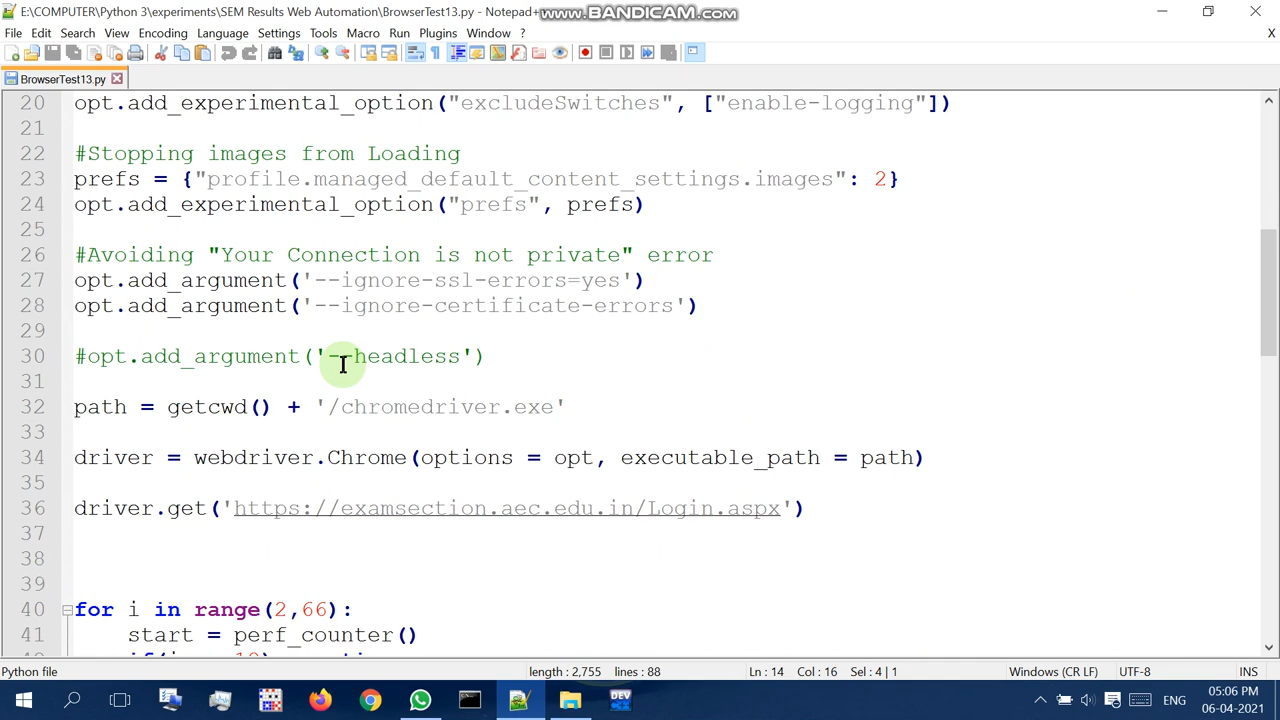 E:\COMPUTER\Python 3\experiments\SEM Results Web Automation\BrowserTest13.py - Notepad+
www.BANDICAM.com
File Edit Search View Encoding Language Settings Tools Macro Run Plugins Window ? X
BrowserTest13.py
20 opt.add_experimental_option("excludeSwitches", ["enable-logging"])
21
22 #Stopping images from Loading
23 prefs = {"profile.managed_default_content_settings.images": 2}
24 opt.add_experimental_option("prefs", prefs)
25
26 #Avoiding "Your Connection is not private" error
27 opt.add_argument('--ignore-ssl-errors=yes')
28 opt.add_argument('--ignore-certificate-errors')
29
30 #opt.add_argument('--headless')
31
32 path = getcwd() + '/chromedriver.exe'
33
34 driver = webdriver.Chrome(options = opt, executable_path = path)
35
36 driver.get('https://examsection.aec.edu.in/Login.aspx')
37
38
39
40 for i in range(2,66):
41 start = perf_counter()
Python file length : 2,755 lines : 88 Ln : 14 Col : 16 Sel : 4 | 1 Windows (CR LF) UTF-8 INS
DEV
ENG
05:06 PM
06-04-2021